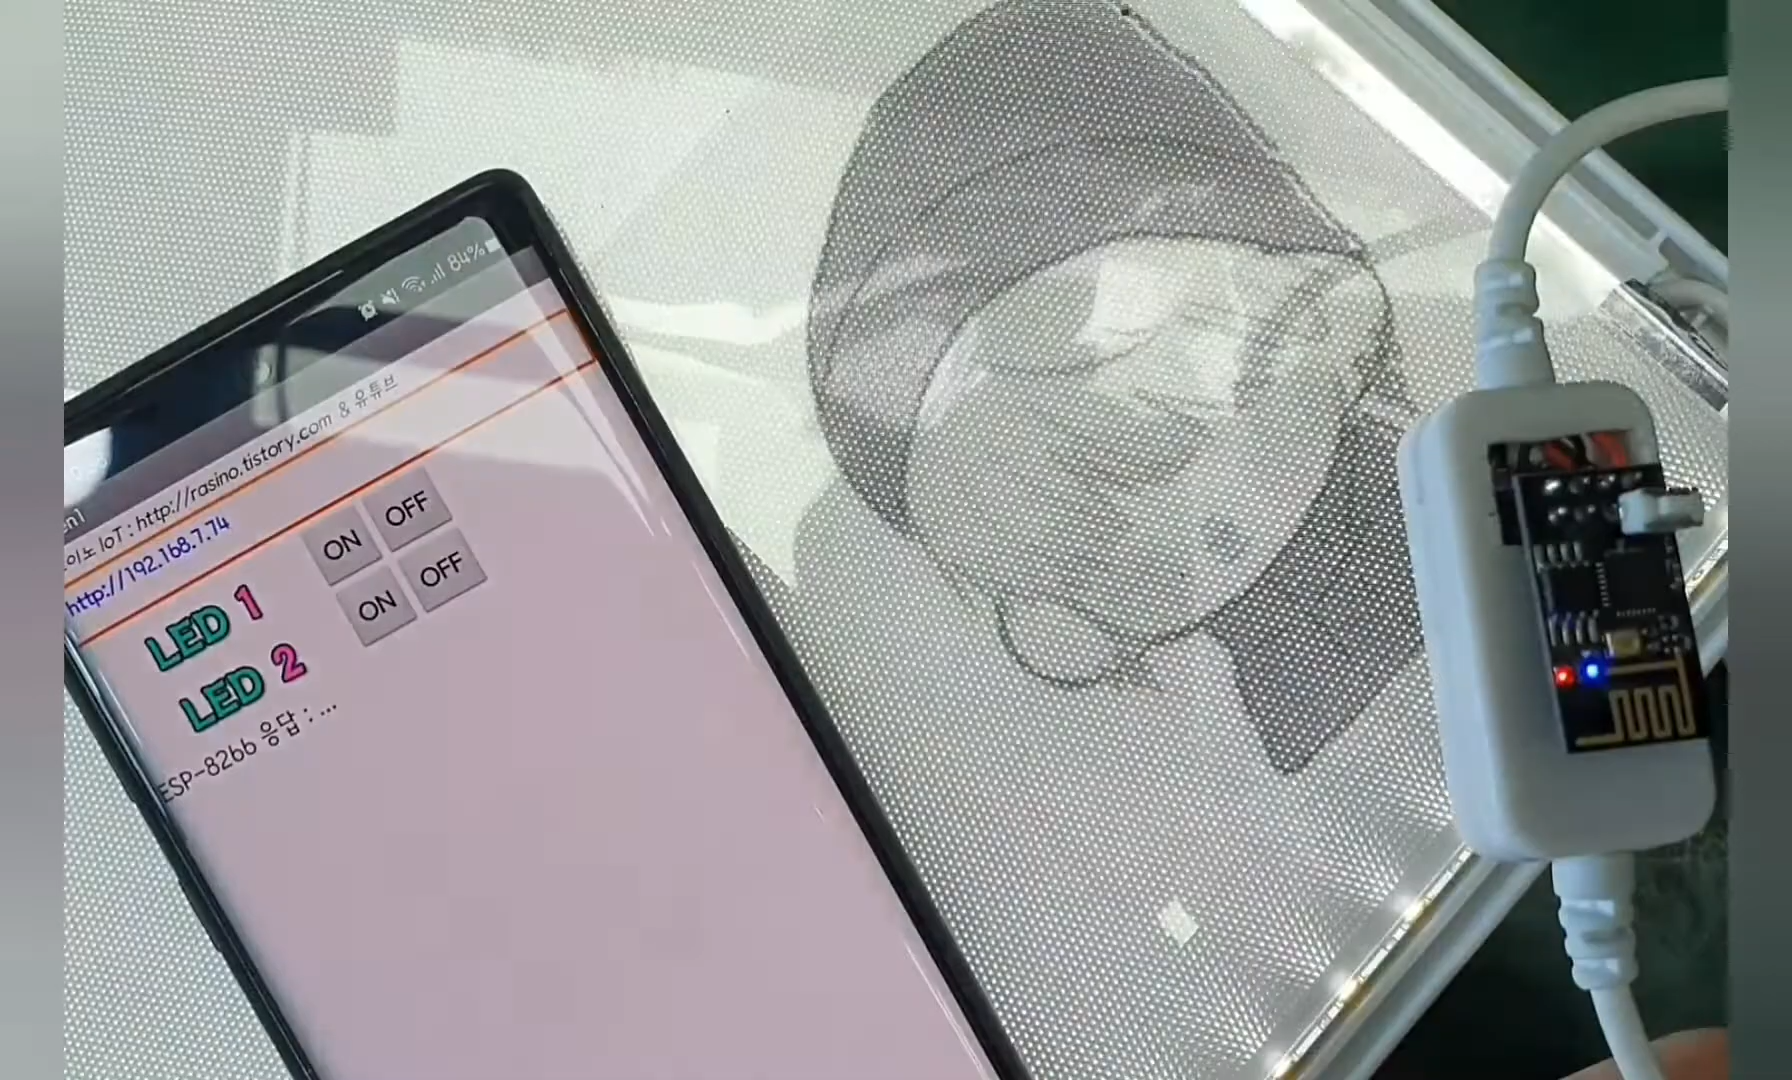 84%
en1
이노 IoT : http://rasino.tistory.com & 유튜브
http://192.168.7.74
LED 1 ON OFF
LED 2 ON OFF
ESP-8266 응답 : ...